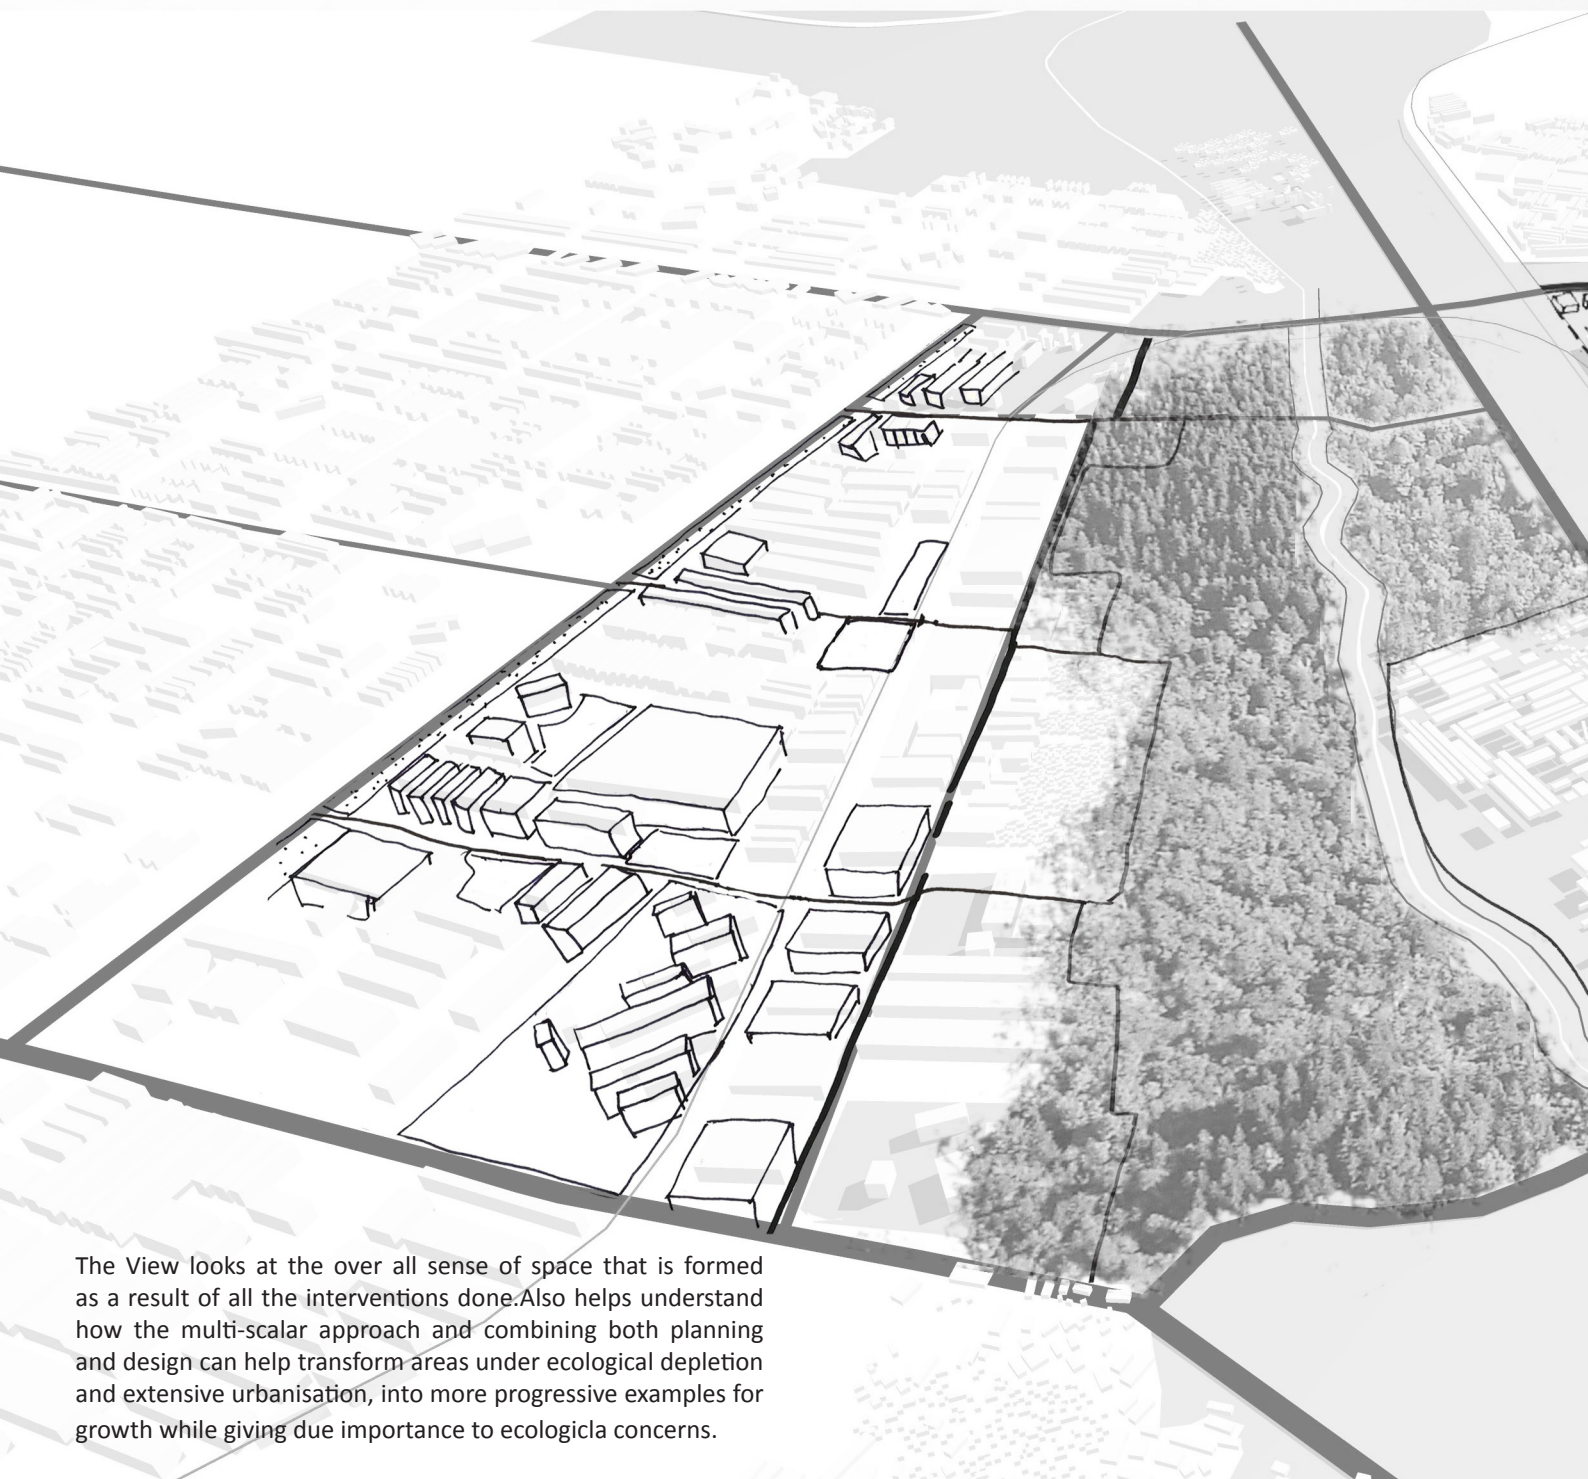 The View looks at the over all sense of space that is formed
as a result of all the interventions done.Also helps understand
how the multi-scalar approach and combining both planning
and design can help transform areas under ecological depletion
and extensive urbanisation, into more progressive examples for
growth while giving due importance to ecologicla concerns.